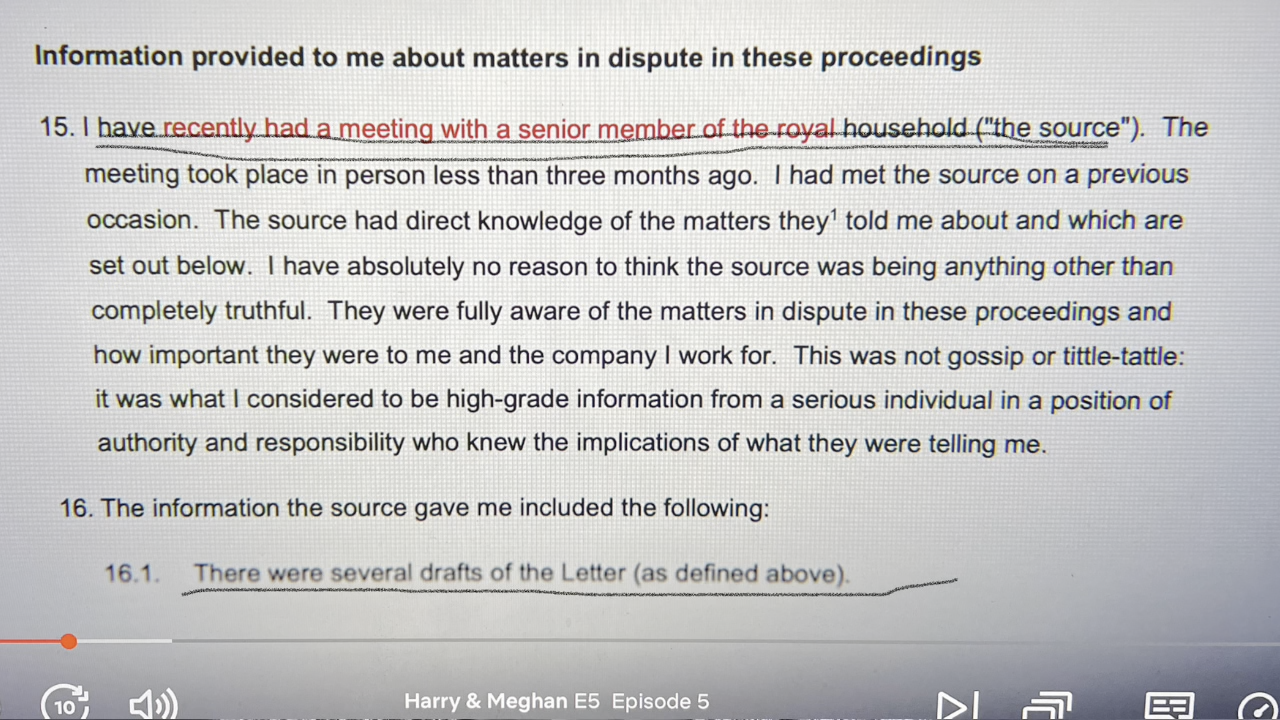 Information provided to me about matters in dispute in these proceedings
15. I have recently had a meeting with a senior member of the royal household ("the source"). The
meeting took place in person less than three months ago. I had met the source on a previous
occasion. The source had direct knowledge of the matters they¹ told me about and which are
set out below. I have absolutely no reason to think the source was being anything other than
completely truthful. They were fully aware of the matters in dispute in these proceedings and
how important they were to me and the company I work for. This was not gossip or tittle-tattle:
it was what I considered to be high-grade information from a serious individual in a position of
authority and responsibility who knew the implications of what they were telling me.
16. The information the source gave me included the following:
16.1. There were several drafts of the Letter (as defined above).
10
Harry & Meghan E5 Episode 5